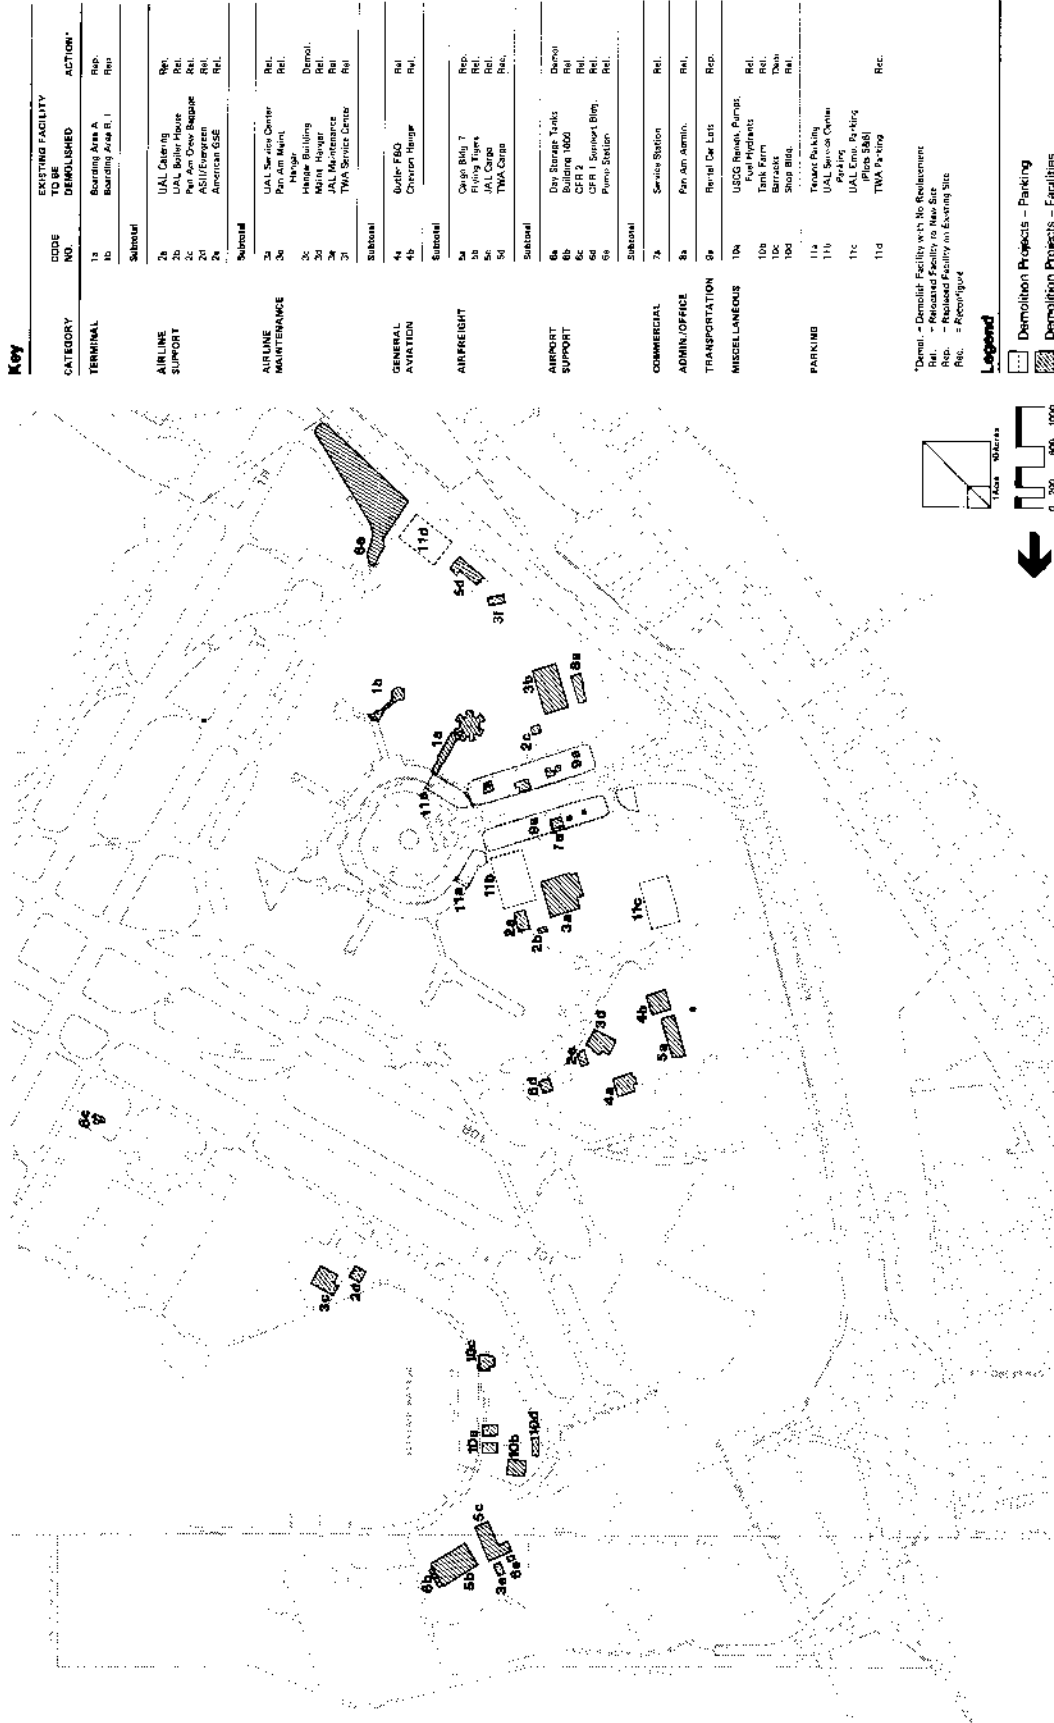 Key
CATEGORY CODE NO. EXISTING FACILITY TO BE DEMOLISHED ACTION*
TERMINAL 1a Boarding Area A Rep.
1b Boarding Area B, 1 Rep
Subtotal
AIRLINE SUPPORT 2a UAL Catering Rel.
2b UAL Boiler House Rel.
2c Pan Am Crew Baggage Rel.
2d ASII/Evergreen Rel.
2e American GSE Rel.
Subtotal
AIRLINE MAINTENANCE 3a UAL Service Center Rel.
3b Pan Am Maint Hangar Rel
3c Hangar Building Demol.
3d Maint Hangar Rel.
3e UAL Maintenance Rel.
3f TWA Service Center Rel
Subtotal
GENERAL AVIATION 4a Butler FBO Rel
4b Chevron Hangar Rel.
Subtotal
AIRFREIGHT 5a Cargo Bldg 7 Rep.
5b Flying Tigers Rel.
5c UAL Cargo Rel.
5d TWA Cargo Rec.
Subtotal
AIRPORT SUPPORT 6a Day Storage Tanks Demol
6b Building 1000 Rel
6c CFR 2 Rel.
6d CFR 1 Support Bldg. Rel.
6e Pump Station Rel.
Subtotal
COMMERCIAL 7a Service Station Rel.
ADMIN./OFFICE 8a Pan Am Admin. Rel.
TRANSPORTATION 9a Rental Car Lots Rep.
MISCELLANEOUS 10a USCG Rehab, Pumps, Fuel Hydrants Rel.
10b Tank Farm Rel.
10c Barracks Dem
10d Shop Bldg. Rel.
PARKING 11a Tenant Parking
11b UAL Service Center Parking
11c UAL Emp. Parking (Plots 5&6)
11d TWA Parking Rec.
*Demol. = Demolish Facility with No Replacement
Rel. = Relocated Facility to New Site
Rep. = Replaced Facility on Existing Site
Rec. = Reconfigure
Legend
Demolition Projects – Parking
Demolition Projects – Facilities
1 Acre 10 Acres
0 200 600 1000
6a
11d
5d
3f
1b
1a
3b
8a
2c
11a
9a
9a
7a
11a
11b
2a
2b
3a
11c
4b
5a
3d
2e
6d
4a
6c
3c
2d
10c
10a
10b
10d
5c
6b
5b
3e
6e